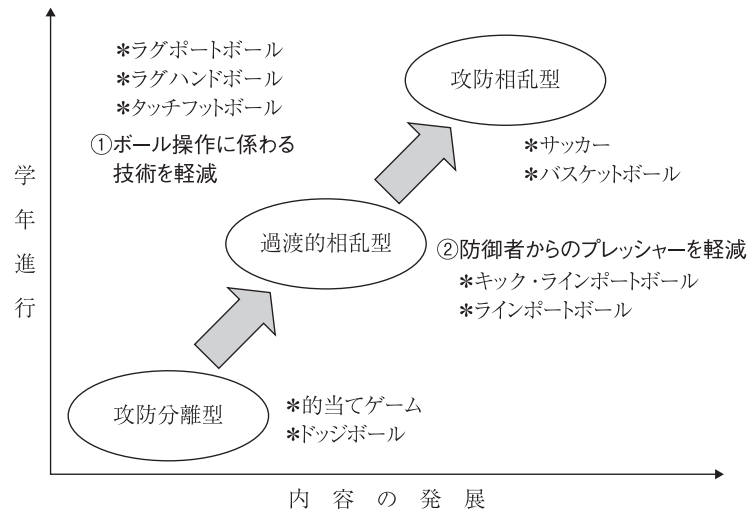 ＊ラグポートボール
＊ラグハンドボール
＊タッチフットボール
①ボール操作に係わる
技術を軽減
攻防相乱型
＊サッカー
＊バスケットボール
学年進行
過渡的相乱型
②防御者からのプレッシャーを軽減
＊キック・ラインポートボール
＊ラインポートボール
攻防分離型
＊的当てゲーム
＊ドッジボール
内容の発展